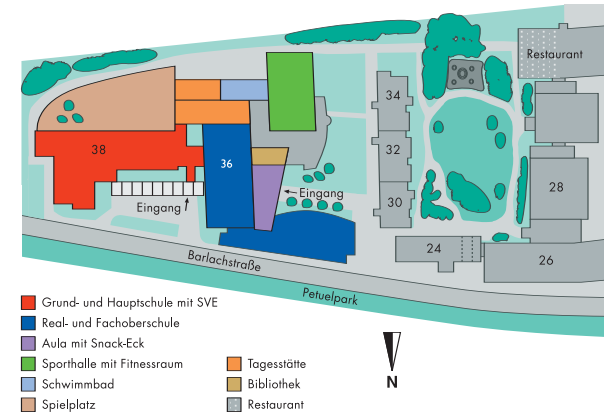 Restaurant
34
38
32
36
28
Eingang
Eingang
30
24
26
Barlachstraße
Petuelpark
Grund- und Hauptschule mit SVE
Real- und Fachoberschule
Aula mit Snack-Eck
Sporthalle mit Fitnessraum
Schwimmbad
Spielplatz
Tagesstätte
Bibliothek
Restaurant
N